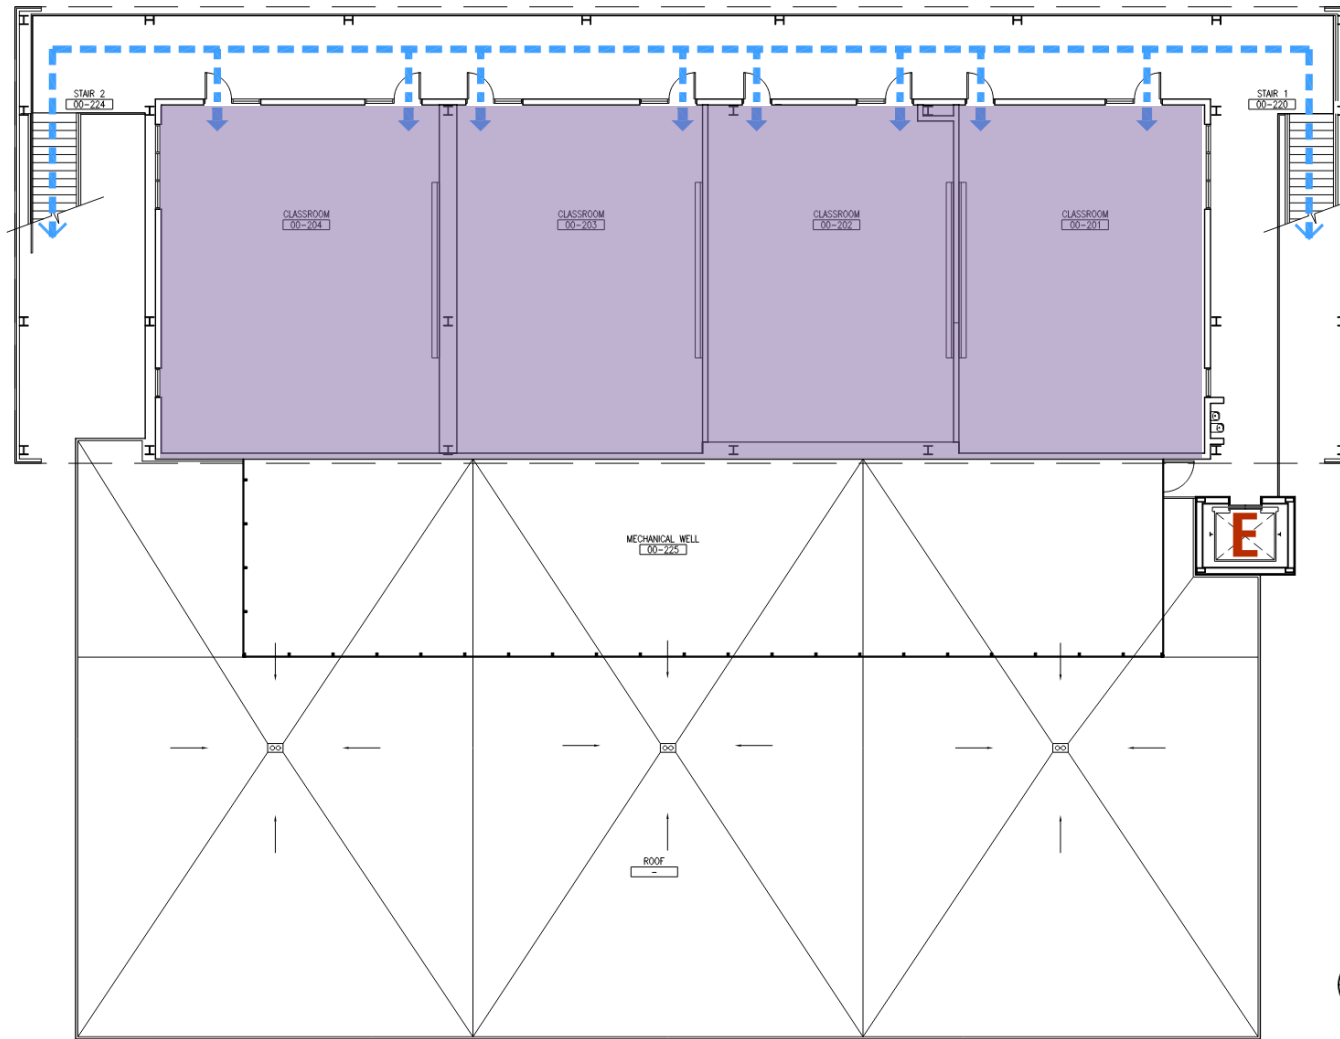 STAIR 2
00-224
STAIR 1
00-220
CLASSROOM
00-204
CLASSROOM
00-203
CLASSROOM
00-202
CLASSROOM
00-201
MECHANICAL WELL
00-225
E
ROOF
-